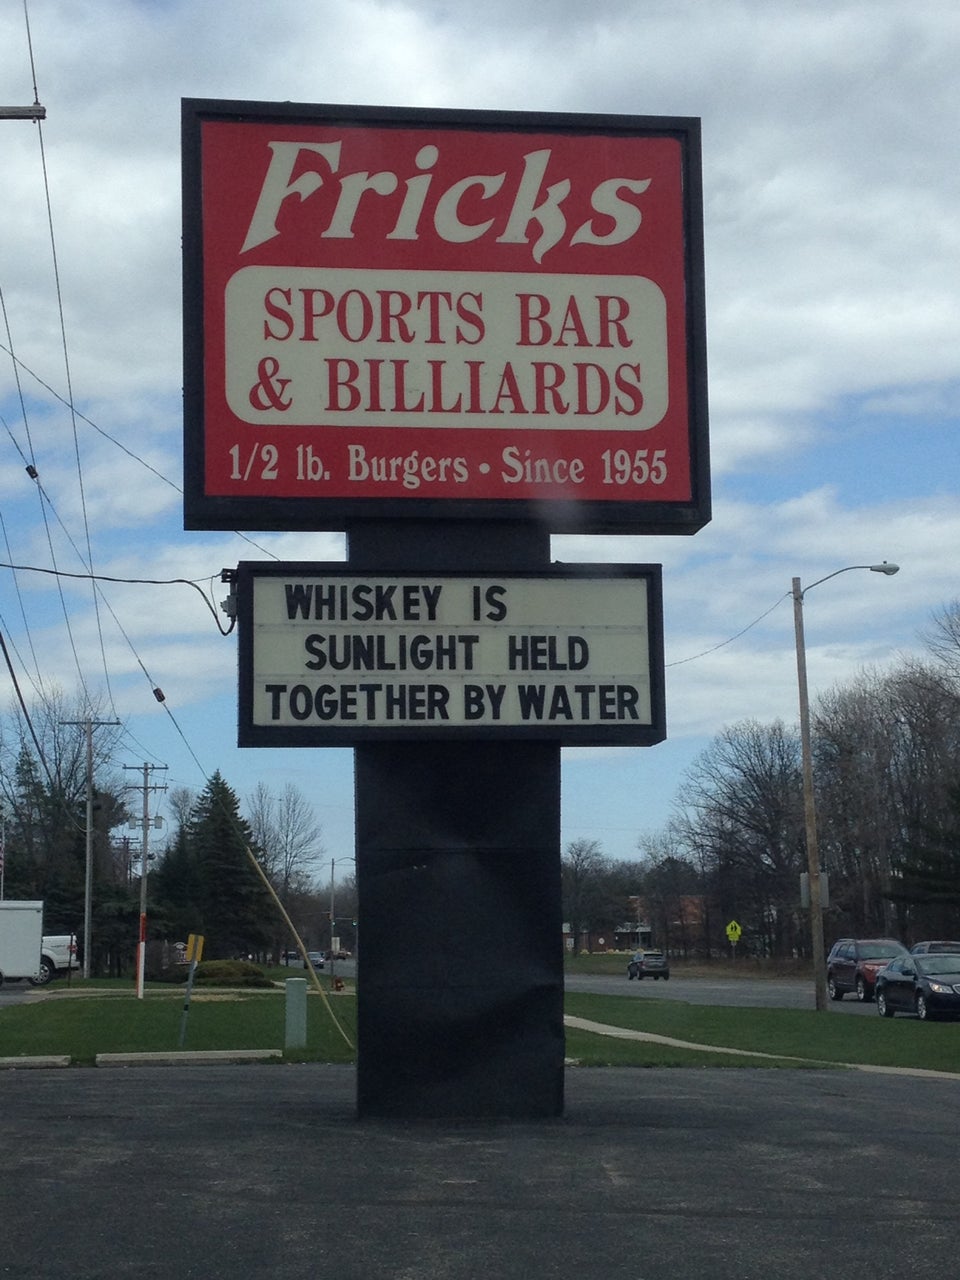 Fricks
SPORTS BAR
& BILLIARDS
1/2 lb. Burgers • Since 1955
WHISKEY IS
SUNLIGHT HELD
TOGETHER BY WATER